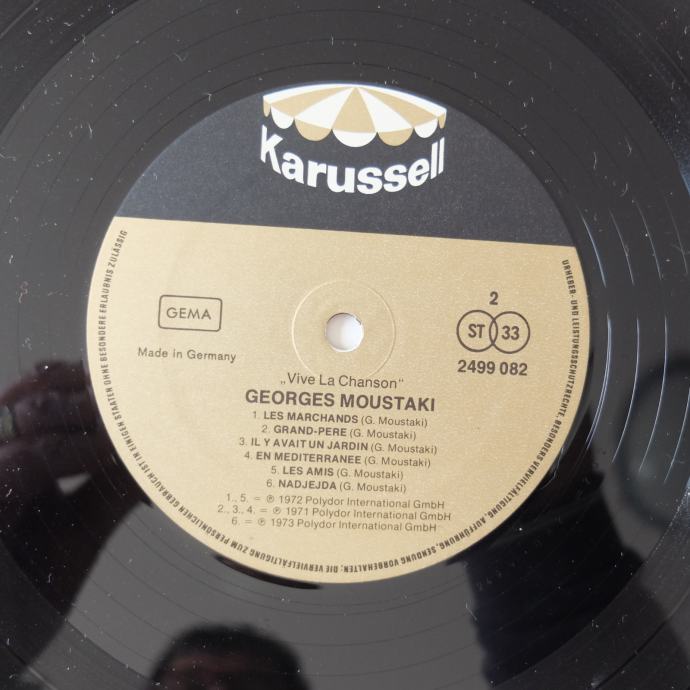 Karussell
GEMA
Made in Germany
2
ST 33
2499 082
„Vive La Chanson“
GEORGES MOUSTAKI
1. LES MARCHANDS (G. Moustaki)
2. GRAND-PERE (G. Moustaki)
3. IL Y AVAIT UN JARDIN (G. Moustaki)
4. EN MEDITERRANEE (G. Moustaki)
5. LES AMIS (G. Moustaki)
6. NADJEJDA (G. Moustaki)
1., 5. = ℗ 1972 Polydor International GmbH
2., 3., 4. = ℗ 1971 Polydor International GmbH
6. = ℗ 1973 Polydor International GmbH
URHEBER- UND LEISTUNGSSCHUTZRECHTE, BESONDERS VERVIELFÄLTIGUNG, AUFFÜHRUNG, SENDUNG VORBEHALTEN; DIE VERVIELFÄLTIGUNG ZUM PERSÖNLICHEN GEBRAUCH IST IN EINIGEN STAATEN OHNE BESONDERE ERLAUBNIS ZULÄSSIG